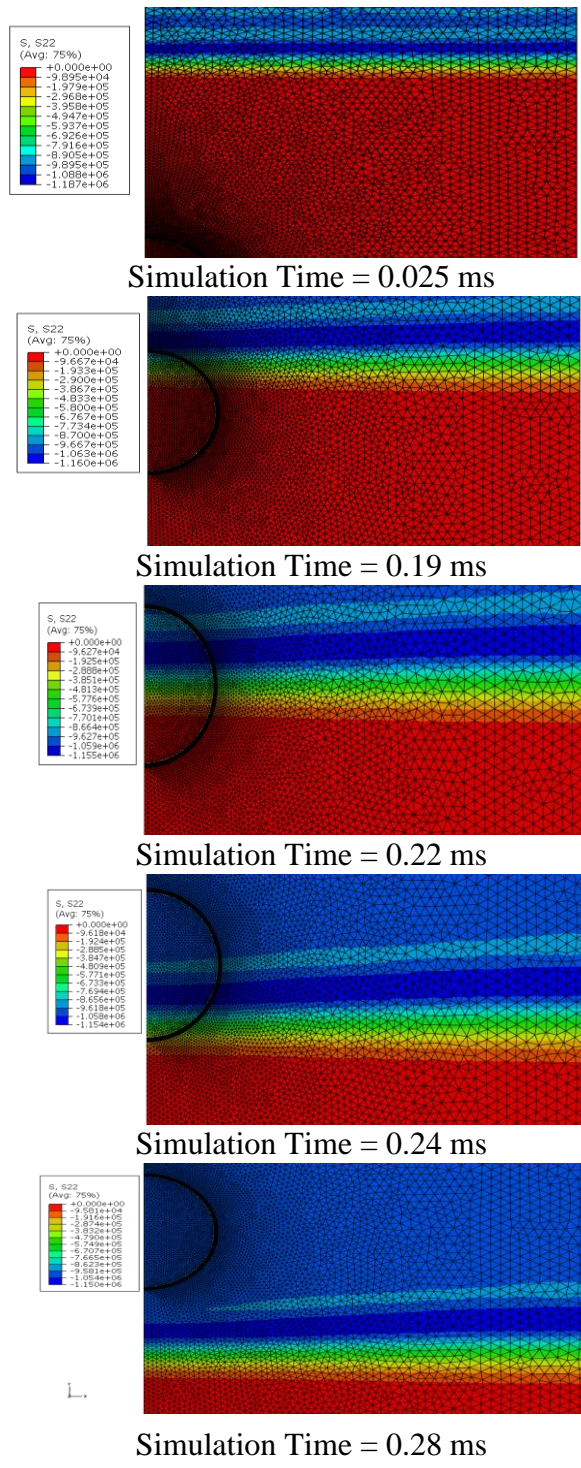 S, S22
(Avg: 75%)
+0.000e+00
-9.895e+04
-1.979e+05
-2.968e+05
-3.958e+05
-4.947e+05
-5.937e+05
-6.926e+05
-7.916e+05
-8.905e+05
-9.895e+05
-1.088e+06
-1.187e+06
Simulation Time = 0.025 ms
S, S22
(Avg: 75%)
+0.000e+00
-9.667e+04
-1.933e+05
-2.900e+05
-3.867e+05
-4.833e+05
-5.800e+05
-6.767e+05
-7.734e+05
-8.700e+05
-9.667e+05
-1.063e+06
-1.160e+06
Simulation Time = 0.19 ms
S, S22
(Avg: 75%)
+0.000e+00
-9.627e+04
-1.925e+05
-2.888e+05
-3.851e+05
-4.813e+05
-5.776e+05
-6.739e+05
-7.701e+05
-8.664e+05
-9.627e+05
-1.059e+06
-1.155e+06
Simulation Time = 0.22 ms
S, S22
(Avg: 75%)
+0.000e+00
-9.618e+04
-1.924e+05
-2.885e+05
-3.847e+05
-4.809e+05
-5.771e+05
-6.733e+05
-7.694e+05
-8.656e+05
-9.618e+05
-1.058e+06
-1.154e+06
Simulation Time = 0.24 ms
S, S22
(Avg: 75%)
+0.000e+00
-9.581e+04
-1.916e+05
-2.874e+05
-3.832e+05
-4.790e+05
-5.749e+05
-6.707e+05
-7.665e+05
-8.623e+05
-9.581e+05
-1.054e+06
-1.150e+06
Simulation Time = 0.28 ms